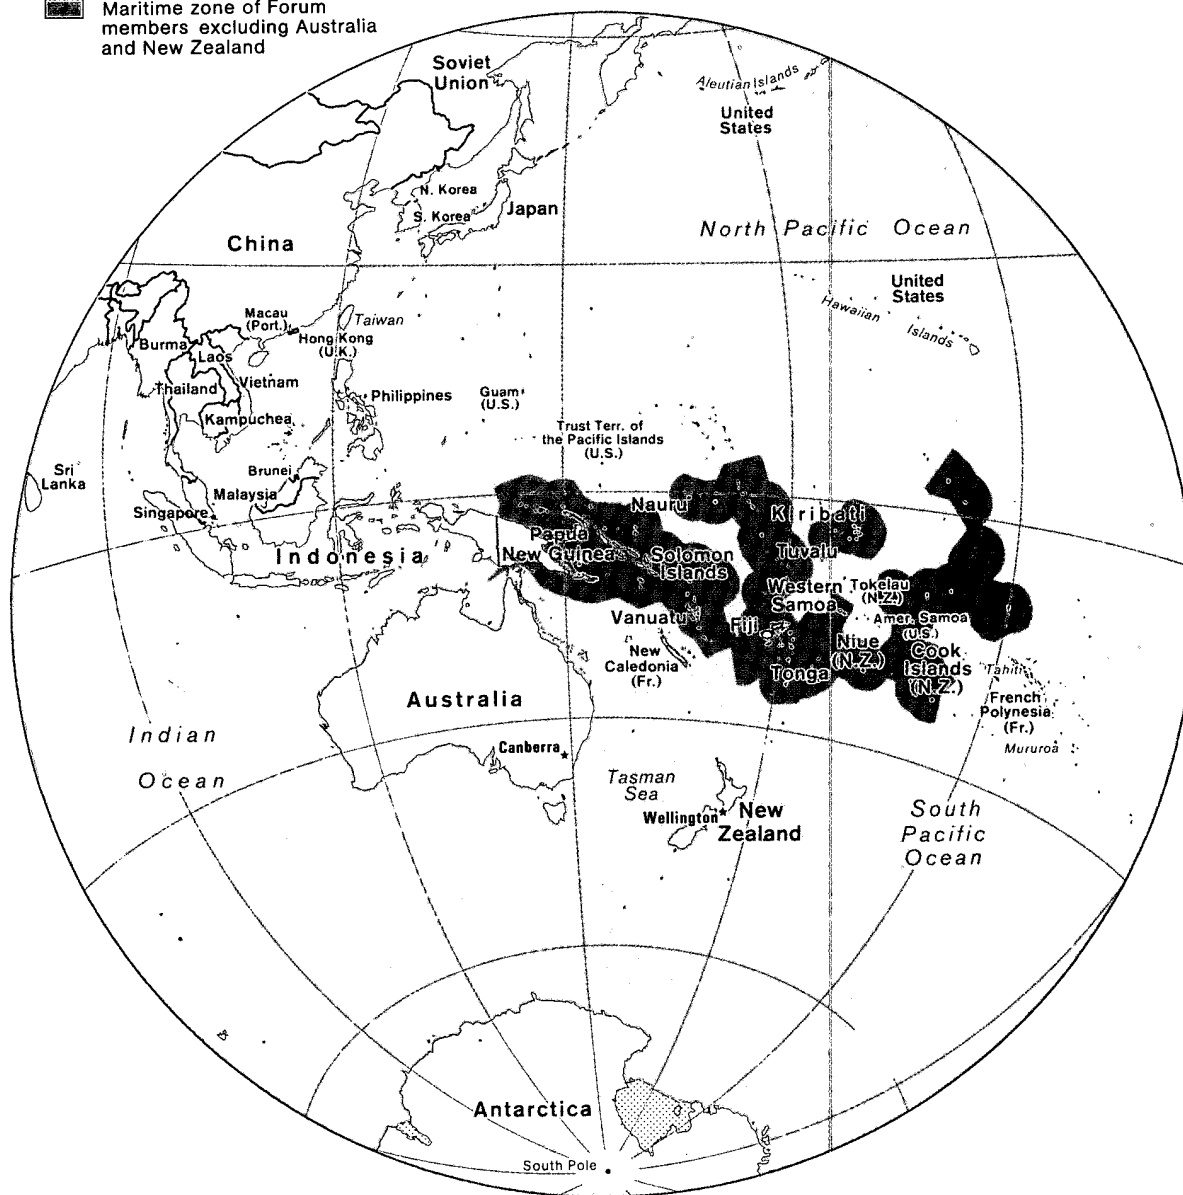 Maritime zone of Forum
members excluding Australia
and New Zealand
Soviet
Union
Aleutian Islands
United
States
N. Korea
S. Korea
Japan
North Pacific Ocean
China
United
States
Hawaiian Islands
Macau
(Port.)
Taiwan
Hong Kong
(U.K.)
Burma
Laos
Thailand
Vietnam
Philippines
Guam
(U.S.)
Kampuchea
Trust Terr. of
the Pacific Islands
(U.S.)
Sri
Lanka
Brunei
Malaysia
Singapore
Nauru
Kiribati
Indonesia
Papua
New Guinea
Solomon
Islands
Tuvalu
Western
Samoa
Tokelau
(N.Z.)
Vanuatu
Fiji
Amer. Samoa
(U.S.)
New
Caledonia
(Fr.)
Niue
(N.Z.)
Cook
Islands
(N.Z.)
Tonga
Tahiti
French
Polynesia
(Fr.)
Mururoa
Australia
Indian
Ocean
Canberra
Tasman
Sea
Wellington
New
Zealand
South
Pacific
Ocean
Antarctica
South Pole